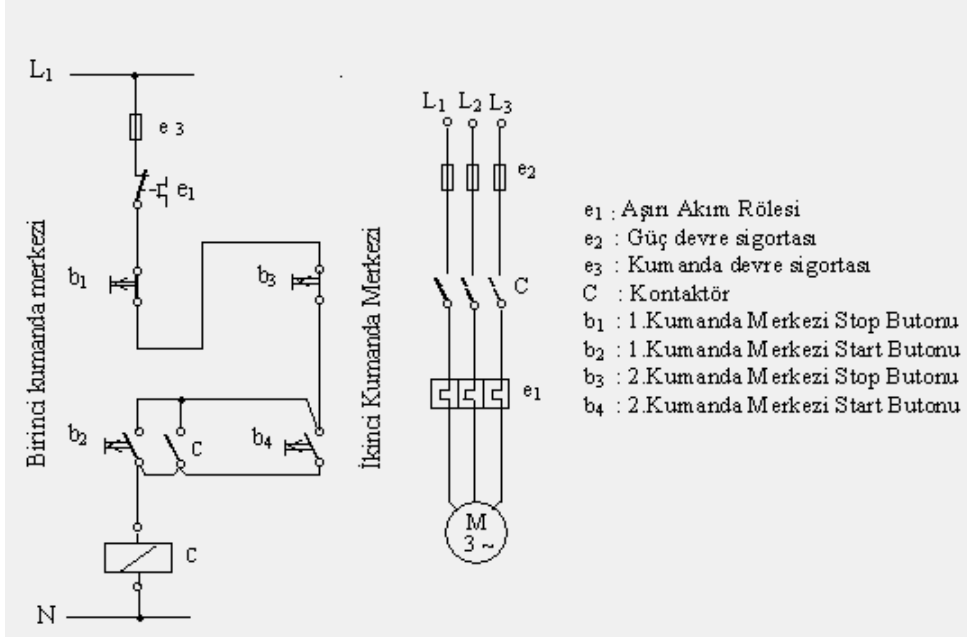 L1
e 3
e1
b1
b3
b2
C
b4
C
N
Birinci kumanda merkezi
İkinci Kumanda Merkezi
L1 L2 L3
e2
C
e1
M
3 ~
e1 : Aşırı Akım Rölesi
e2 : Güç devre sigortası
e3 : Kumanda devre sigortası
C : Kontaktör
b1 : 1.Kumanda Merkezi Stop Butonu
b2 : 1.Kumanda Merkezi Start Butonu
b3 : 2.Kumanda Merkezi Stop Butonu
b4 : 2.Kumanda Merkezi Start Butonu